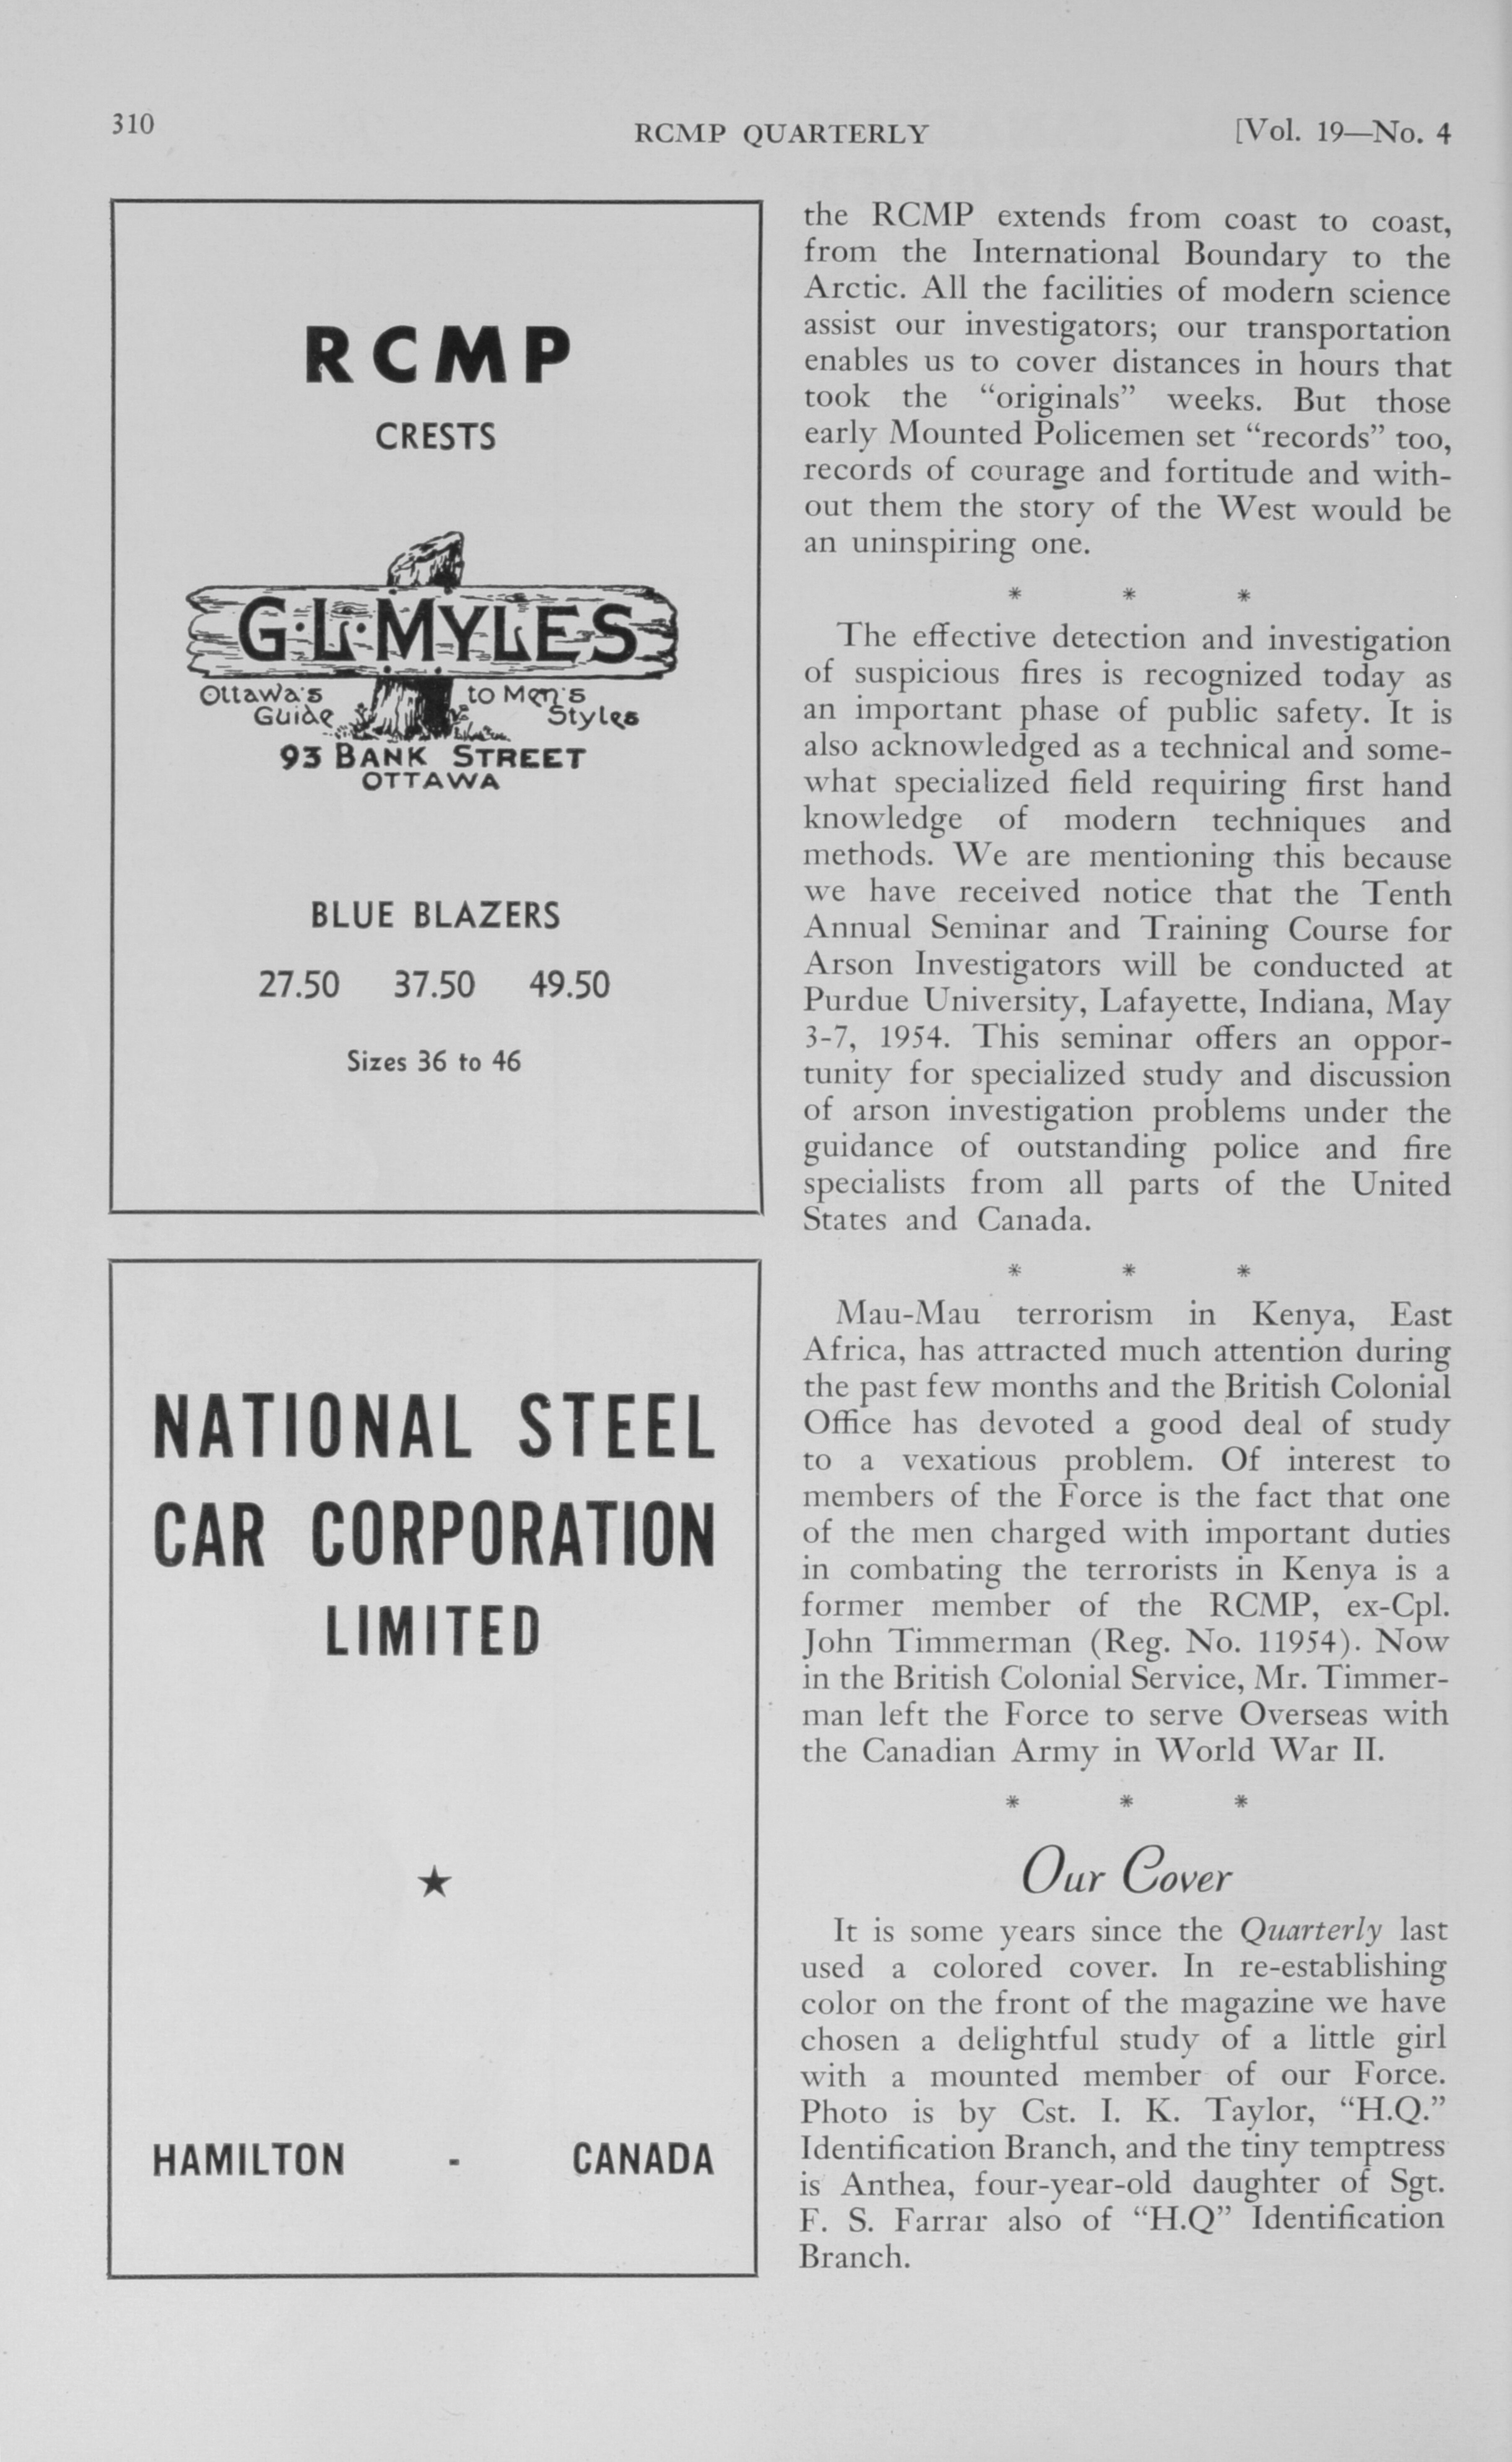 310
RCMP QUARTERLY
[Vol. 19—No. 4
RCMP
CRESTS
G·L·MYLES
Ottawa's Guide to Men's Styles
93 BANK STREET
OTTAWA
BLUE BLAZERS
27.50 37.50 49.50
Sizes 36 to 46
NATIONAL STEEL
CAR CORPORATION
LIMITED
★
HAMILTON - CANADA
the RCMP extends from coast to coast,
from the International Boundary to the
Arctic. All the facilities of modern science
assist our investigators; our transportation
enables us to cover distances in hours that
took the “originals” weeks. But those
early Mounted Policemen set “records” too,
records of courage and fortitude and with-
out them the story of the West would be
an uninspiring one.
* * *
The effective detection and investigation
of suspicious fires is recognized today as
an important phase of public safety. It is
also acknowledged as a technical and some-
what specialized field requiring first hand
knowledge of modern techniques and
methods. We are mentioning this because
we have received notice that the Tenth
Annual Seminar and Training Course for
Arson Investigators will be conducted at
Purdue University, Lafayette, Indiana, May
3-7, 1954. This seminar offers an oppor-
tunity for specialized study and discussion
of arson investigation problems under the
guidance of outstanding police and fire
specialists from all parts of the United
States and Canada.
* * *
Mau-Mau terrorism in Kenya, East
Africa, has attracted much attention during
the past few months and the British Colonial
Office has devoted a good deal of study
to a vexatious problem. Of interest to
members of the Force is the fact that one
of the men charged with important duties
in combating the terrorists in Kenya is a
former member of the RCMP, ex-Cpl.
John Timmerman (Reg. No. 11954). Now
in the British Colonial Service, Mr. Timmer-
man left the Force to serve Overseas with
the Canadian Army in World War II.
* * *
Our Cover
It is some years since the Quarterly last
used a colored cover. In re-establishing
color on the front of the magazine we have
chosen a delightful study of a little girl
with a mounted member of our Force.
Photo is by Cst. I. K. Taylor, “H.Q.”
Identification Branch, and the tiny temptress
is Anthea, four-year-old daughter of Sgt.
F. S. Farrar also of “H.Q” Identification
Branch.